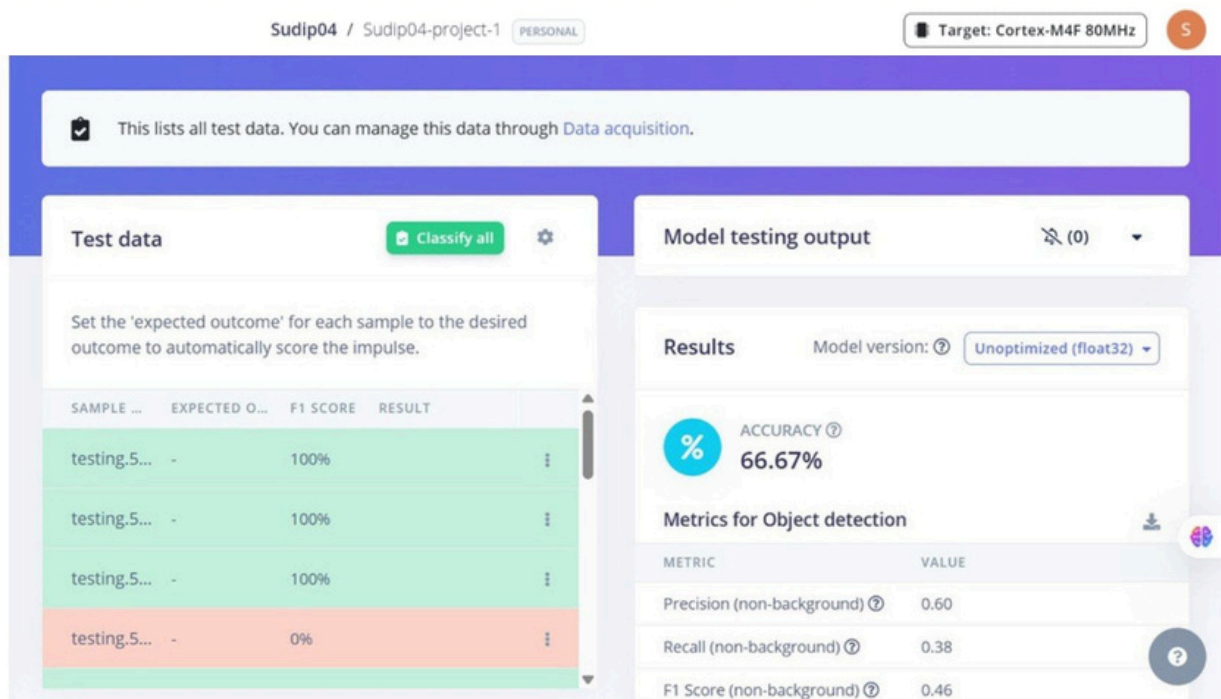 Sudip04 / Sudip04-project-1 PERSONAL
Target: Cortex-M4F 80MHz
S
This lists all test data. You can manage this data through Data acquisition.
Test data
Classify all
Set the 'expected outcome' for each sample to the desired
outcome to automatically score the impulse.
SAMPLE ... EXPECTED O... F1 SCORE RESULT
testing.5... - 100%
testing.5... - 100%
testing.5... - 100%
testing.5... - 0%
Model testing output
(0)
Results
Model version: ? Unoptimized (float32)
% ACCURACY ?
66.67%
Metrics for Object detection
METRIC VALUE
Precision (non-background) ? 0.60
Recall (non-background) ? 0.38
F1 Score (non-background) ? 0.46
?